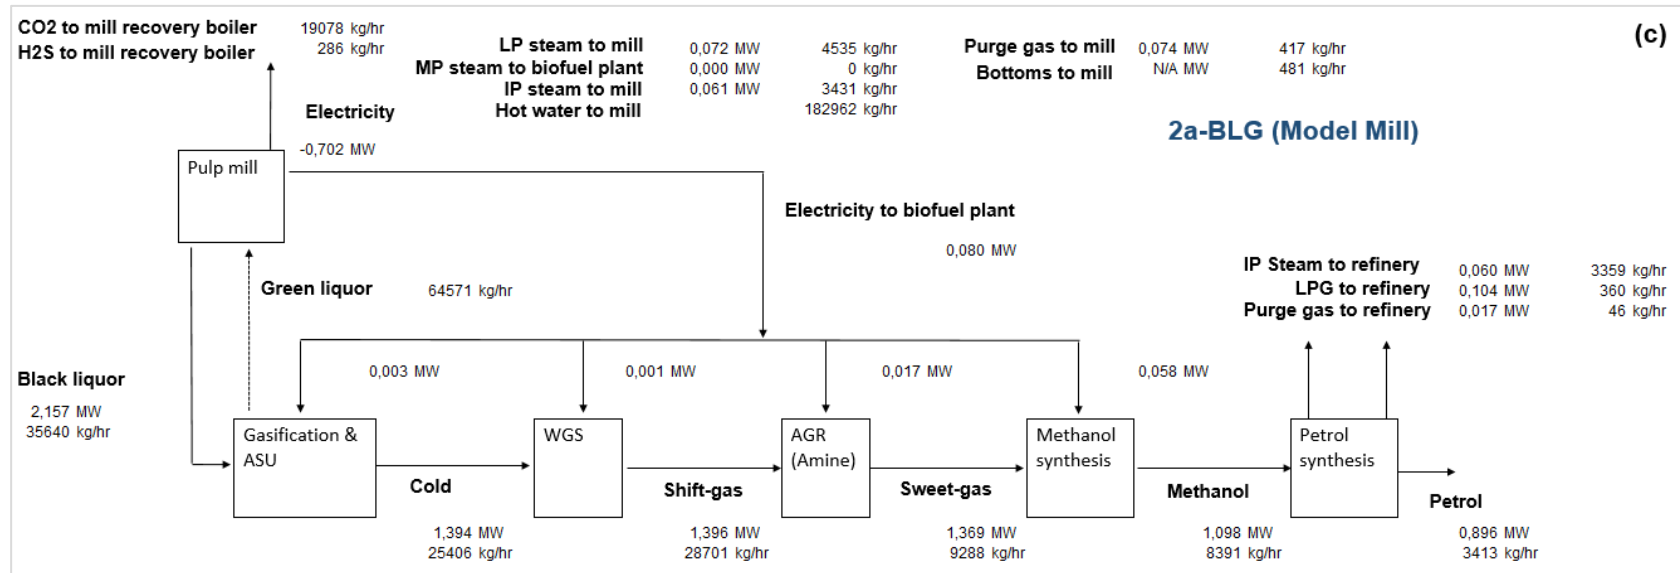 CO2 to mill recovery boiler 19078 kg/hr
H2S to mill recovery boiler 286 kg/hr
LP steam to mill 0,072 MW 4535 kg/hr
MP steam to biofuel plant 0,000 MW 0 kg/hr
IP steam to mill 0,061 MW 3431 kg/hr
Hot water to mill 182962 kg/hr
Purge gas to mill 0,074 MW 417 kg/hr
Bottoms to mill N/A MW 481 kg/hr
(c)
2a-BLG (Model Mill)
Electricity
-0,702 MW
Pulp mill
Electricity to biofuel plant
0,080 MW
Green liquor 64571 kg/hr
IP Steam to refinery 0,060 MW 3359 kg/hr
LPG to refinery 0,104 MW 360 kg/hr
Purge gas to refinery 0,017 MW 46 kg/hr
0,003 MW 0,001 MW 0,017 MW 0,058 MW
Black liquor
2,157 MW
35640 kg/hr
Gasification &
ASU
WGS
AGR
(Amine)
Methanol
synthesis
Petrol
synthesis
Cold
1,394 MW
25406 kg/hr
Shift-gas
1,396 MW
28701 kg/hr
Sweet-gas
1,369 MW
9288 kg/hr
Methanol
1,098 MW
8391 kg/hr
Petrol
0,896 MW
3413 kg/hr